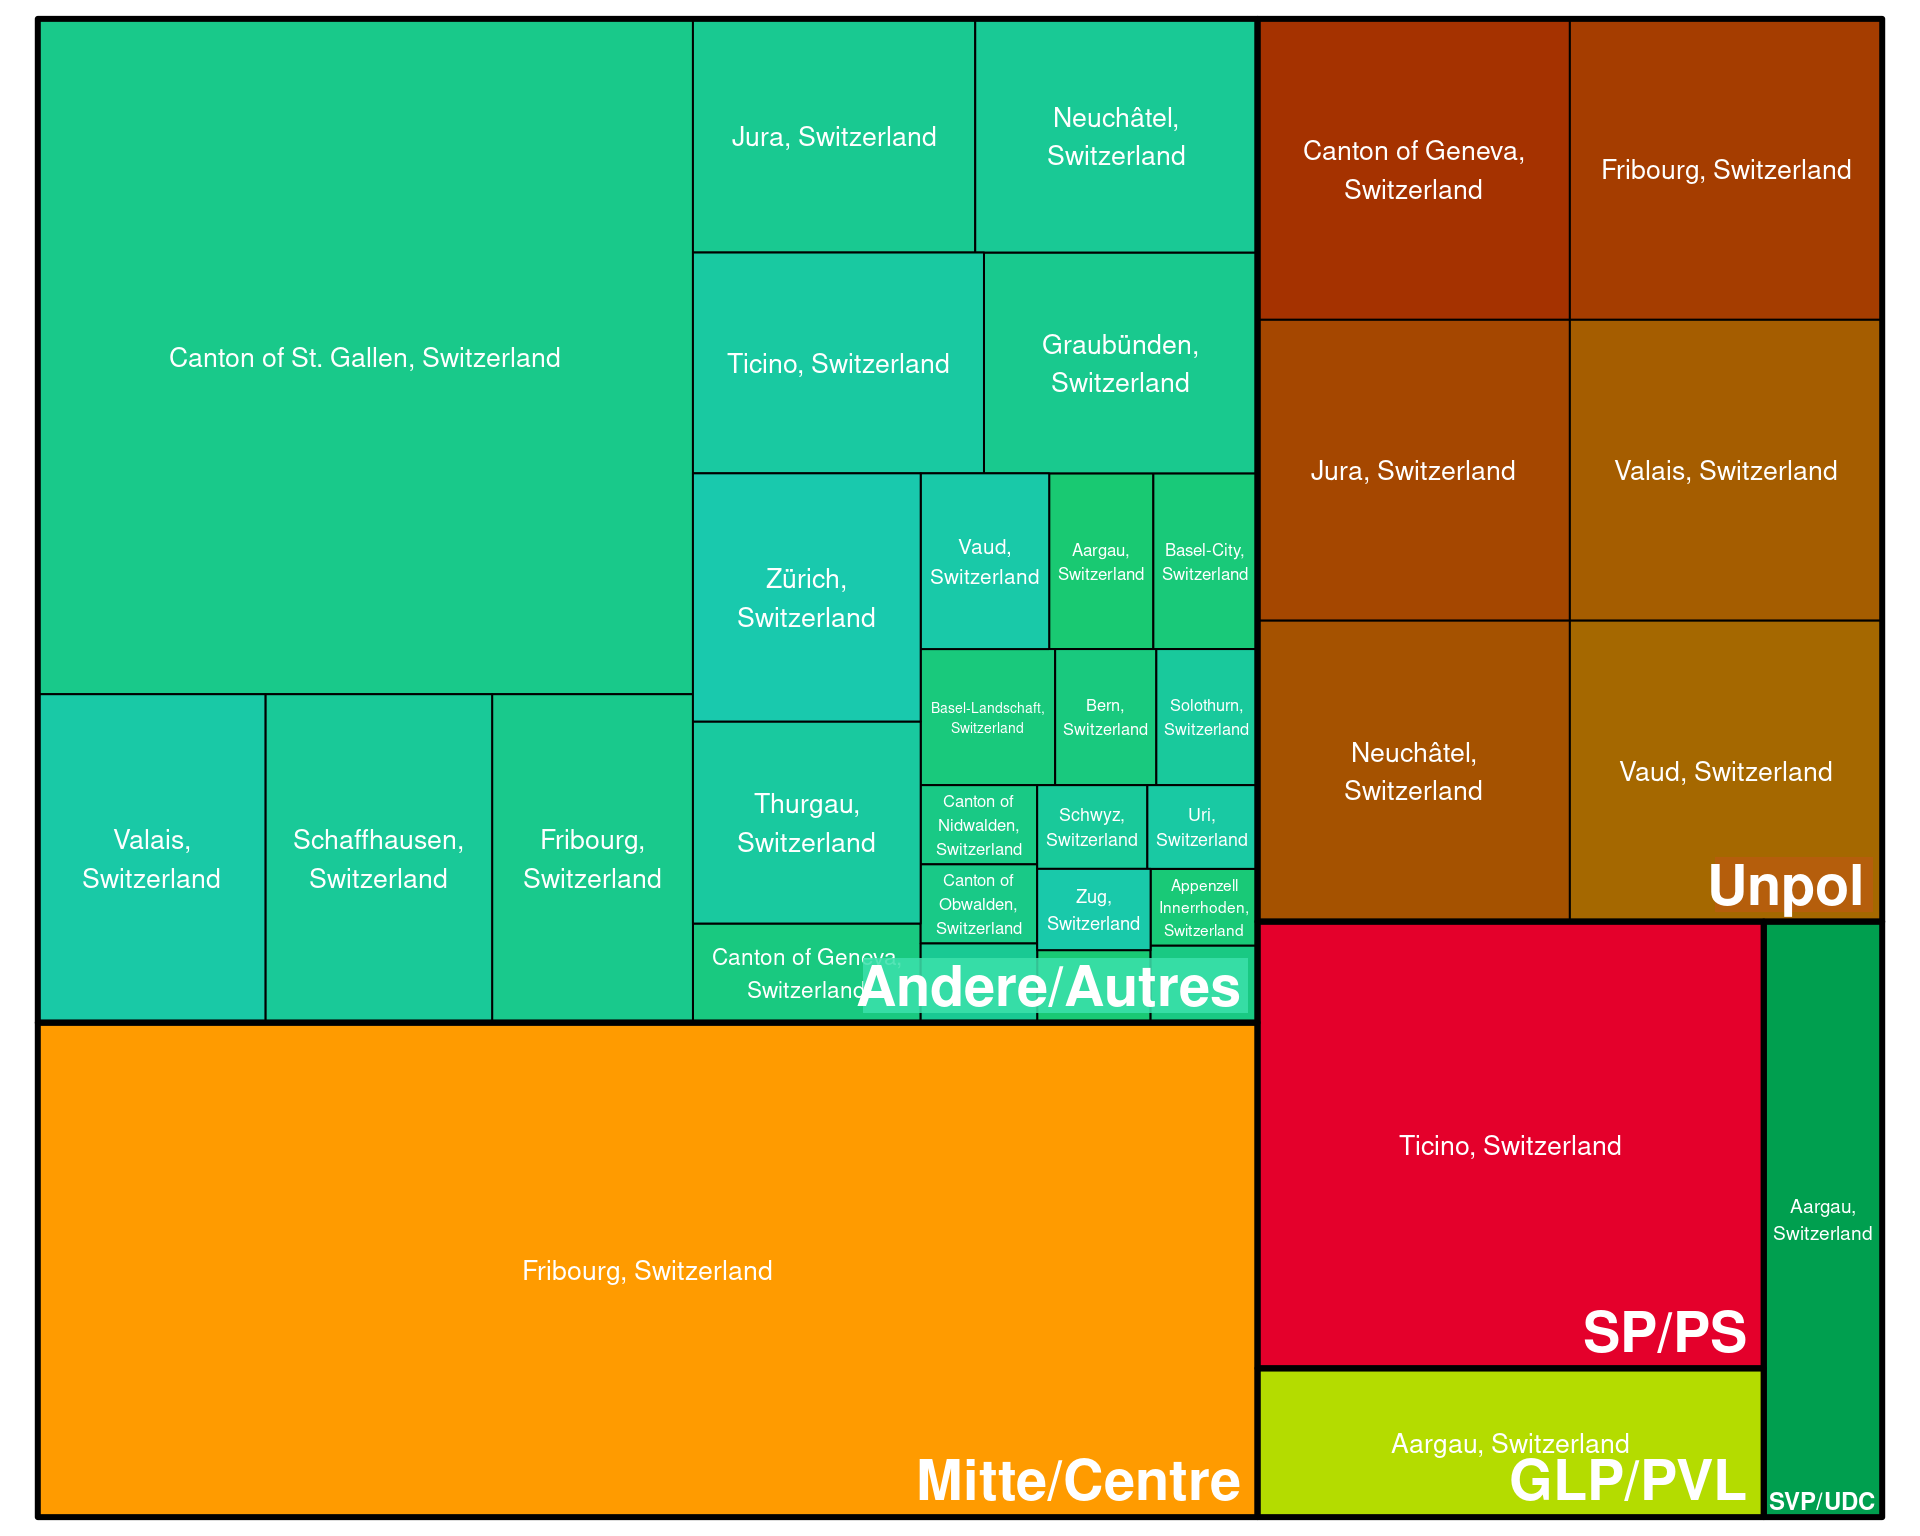 Canton of St. Gallen, Switzerland
Jura, Switzerland
Neuchâtel,
Switzerland
Ticino, Switzerland
Graubünden,
Switzerland
Zürich,
Switzerland
Vaud,
Switzerland
Aargau,
Switzerland
Basel-City,
Switzerland
Basel-Landschaft,
Switzerland
Bern,
Switzerland
Solothurn,
Switzerland
Valais,
Switzerland
Schaffhausen,
Switzerland
Fribourg,
Switzerland
Thurgau,
Switzerland
Canton of
Nidwalden,
Switzerland
Schwyz,
Switzerland
Uri,
Switzerland
Canton of
Obwalden,
Switzerland
Zug,
Switzerland
Appenzell
Innerrhoden,
Switzerland
Canton of Geneva,
Switzerland
Andere/Autres
Canton of Geneva,
Switzerland
Fribourg, Switzerland
Jura, Switzerland
Valais, Switzerland
Neuchâtel,
Switzerland
Vaud, Switzerland
Unpol
Fribourg, Switzerland
Mitte/Centre
Ticino, Switzerland
SP/PS
Aargau, Switzerland
GLP/PVL
Aargau,
Switzerland
SVP/UDC